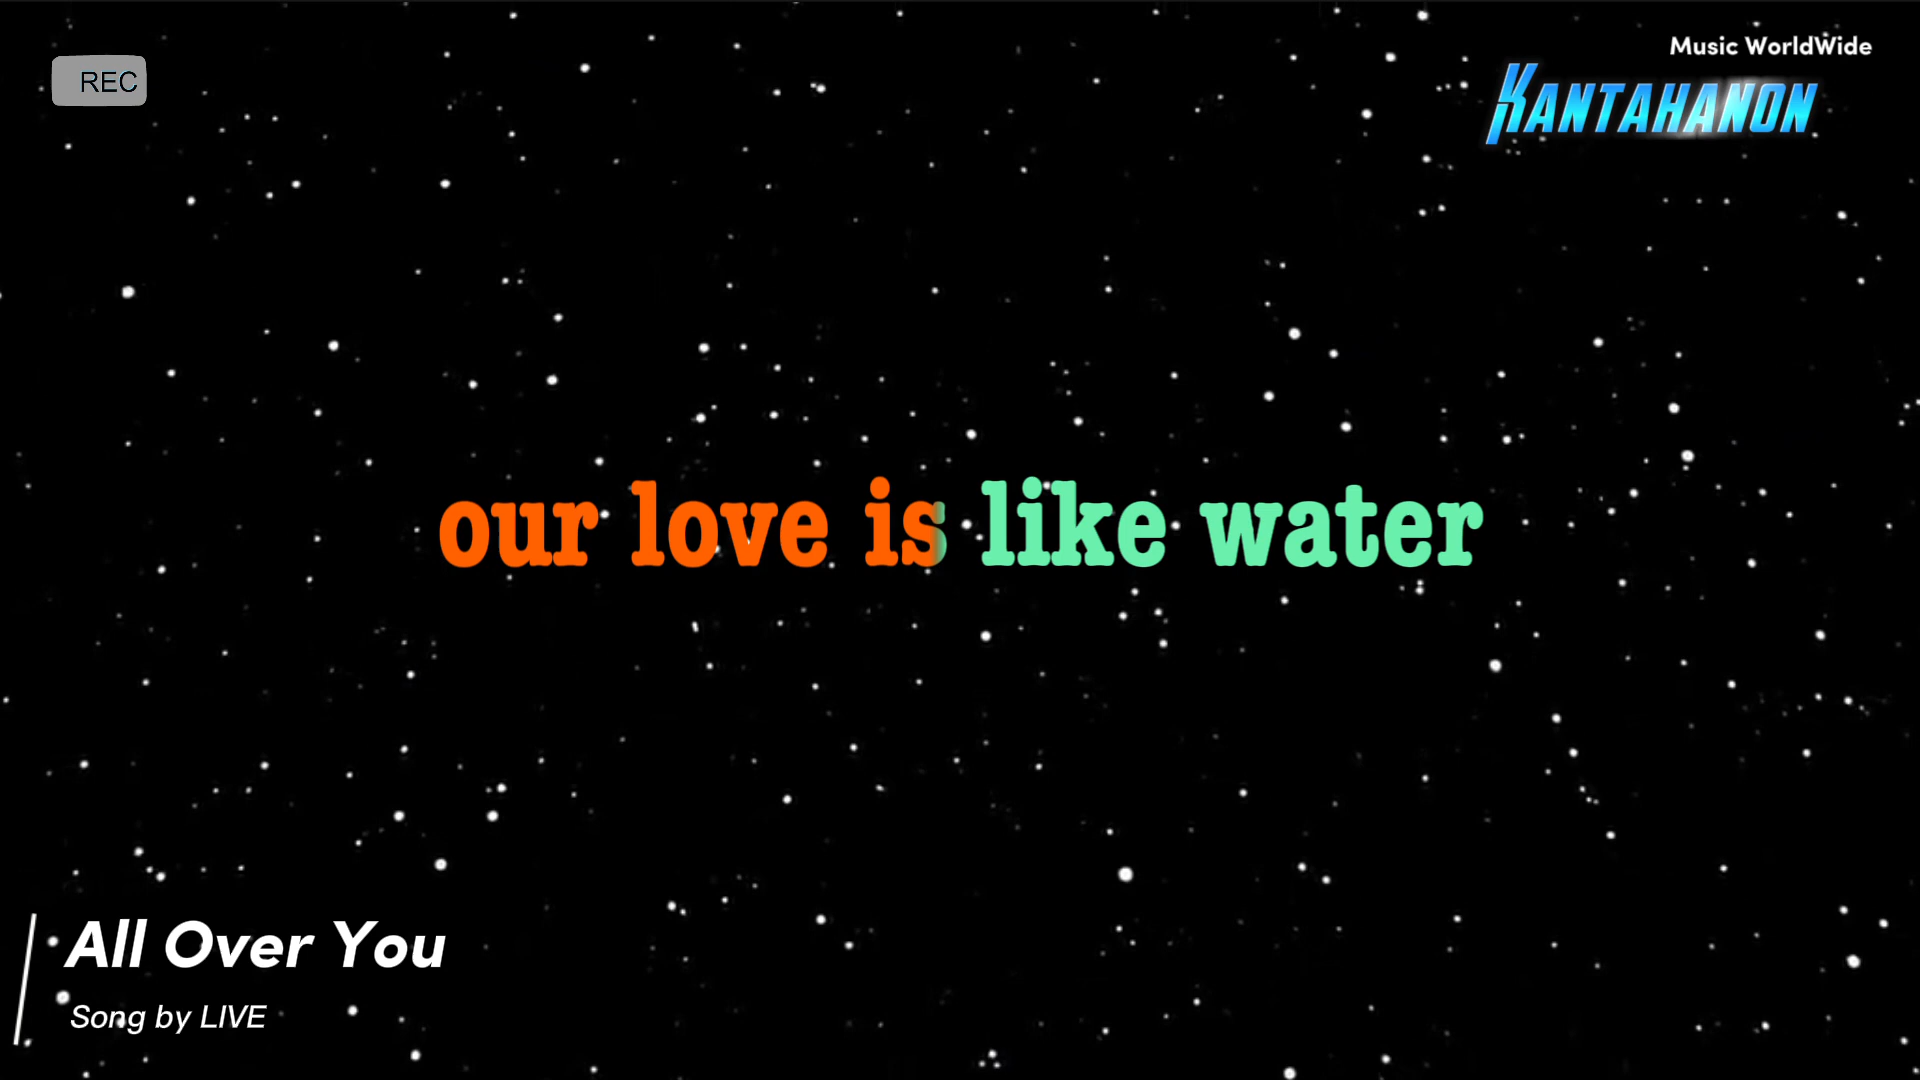 REC
Music WorldWide
KANTAHANON
our love is like water
All Over You
Song by LIVE